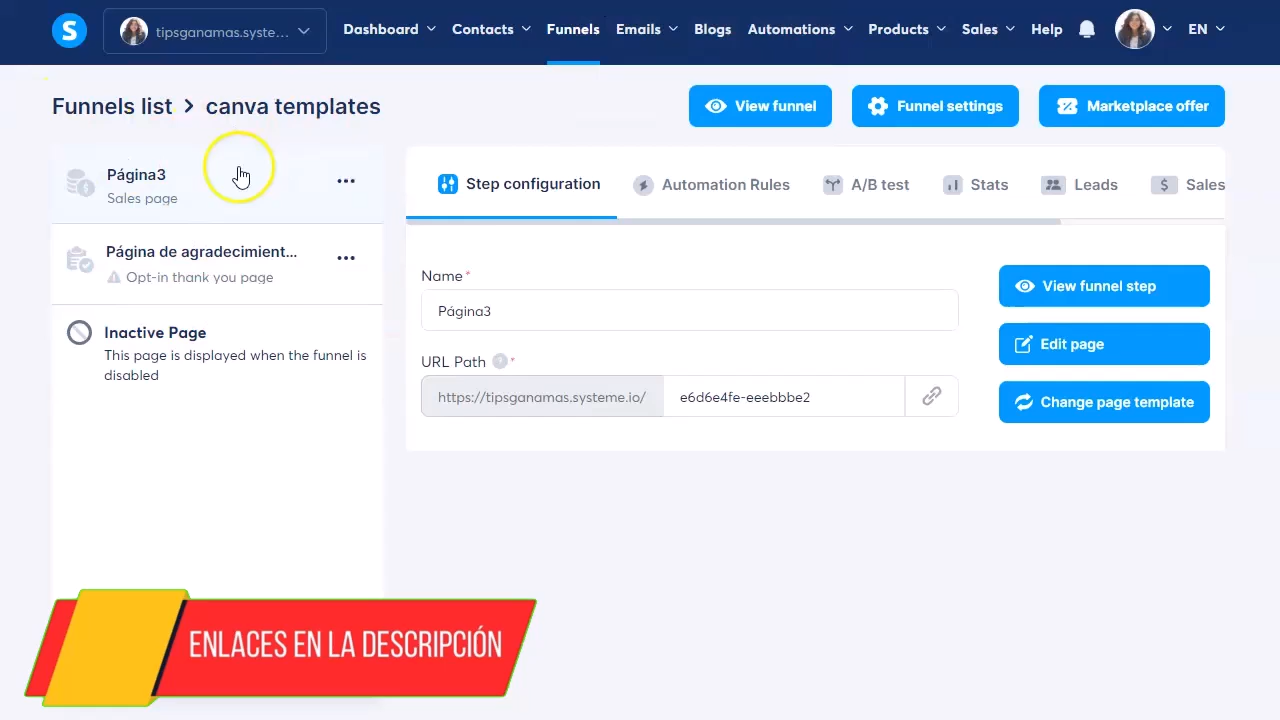 S
tipsganamas.syste...
Dashboard
Contacts
Funnels
Emails
Blogs
Automations
Products
Sales
Help
EN
Funnels list > canva templates
View funnel
Funnel settings
Marketplace offer
Página3
Sales page
Página de agradecimient...
Opt-in thank you page
Inactive Page
This page is displayed when the funnel is
disabled
Step configuration
Automation Rules
A/B test
Stats
Leads
Sales
Name*
Página3
URL Path ? *
https://tipsganamas.systeme.io/
e6d6e4fe-eeebbbe2
View funnel step
Edit page
Change page template
ENLACES EN LA DESCRIPCIÓN